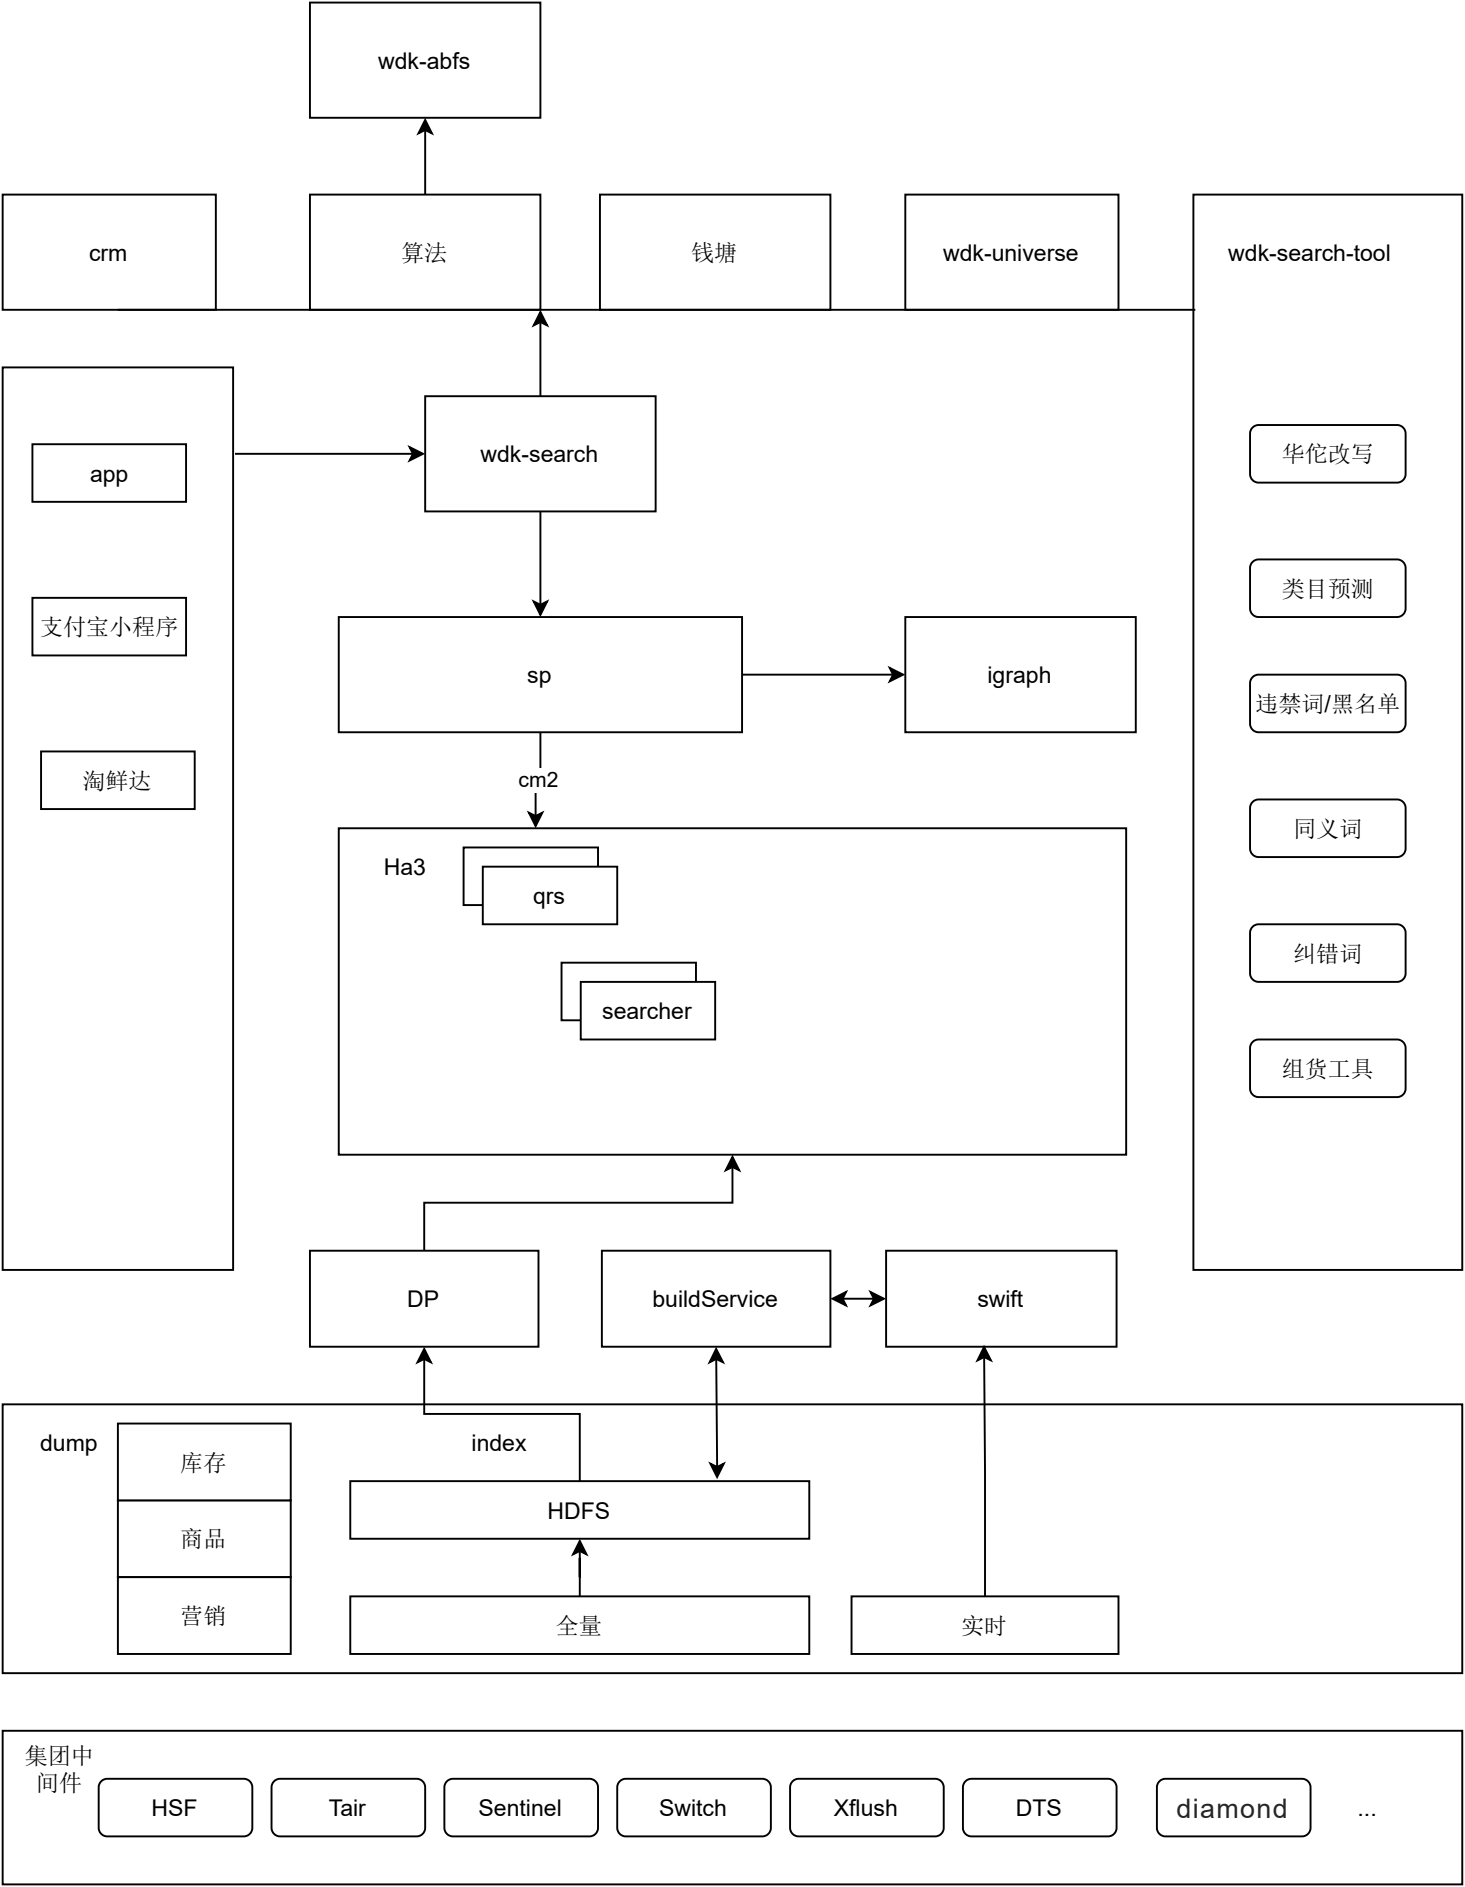 wdk-abfs
crm
算法
钱塘
wdk-universe
wdk-search-tool
app
wdk-search
华佗改写
类目预测
支付宝小程序
sp
igraph
违禁词/黑名单
淘鲜达
cm2
同义词
Ha3
qrs
纠错词
searcher
组货工具
DP
buildService
swift
dump
库存
index
商品
HDFS
营销
全量
实时
集团中
间件
HSF
Tair
Sentinel
Switch
Xflush
DTS
diamond
...